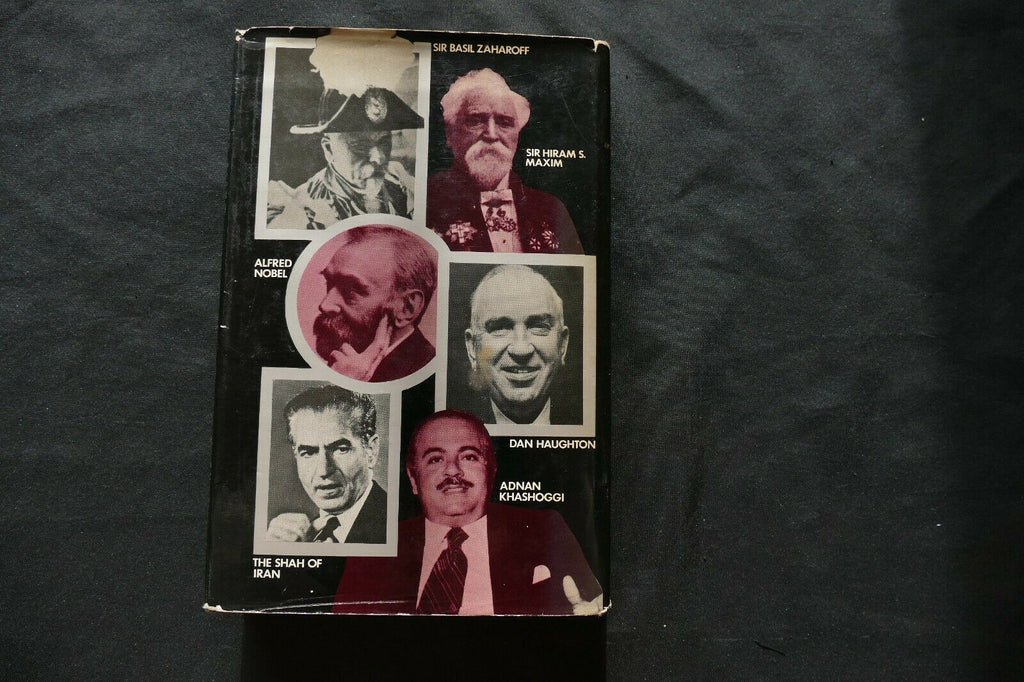 SIR BASIL ZAHAROFF
SIR HIRAM S.
MAXIM
ALFRED
NOBEL
DAN HAUGHTON
ADNAN
KHASHOGGI
THE SHAH OF
IRAN